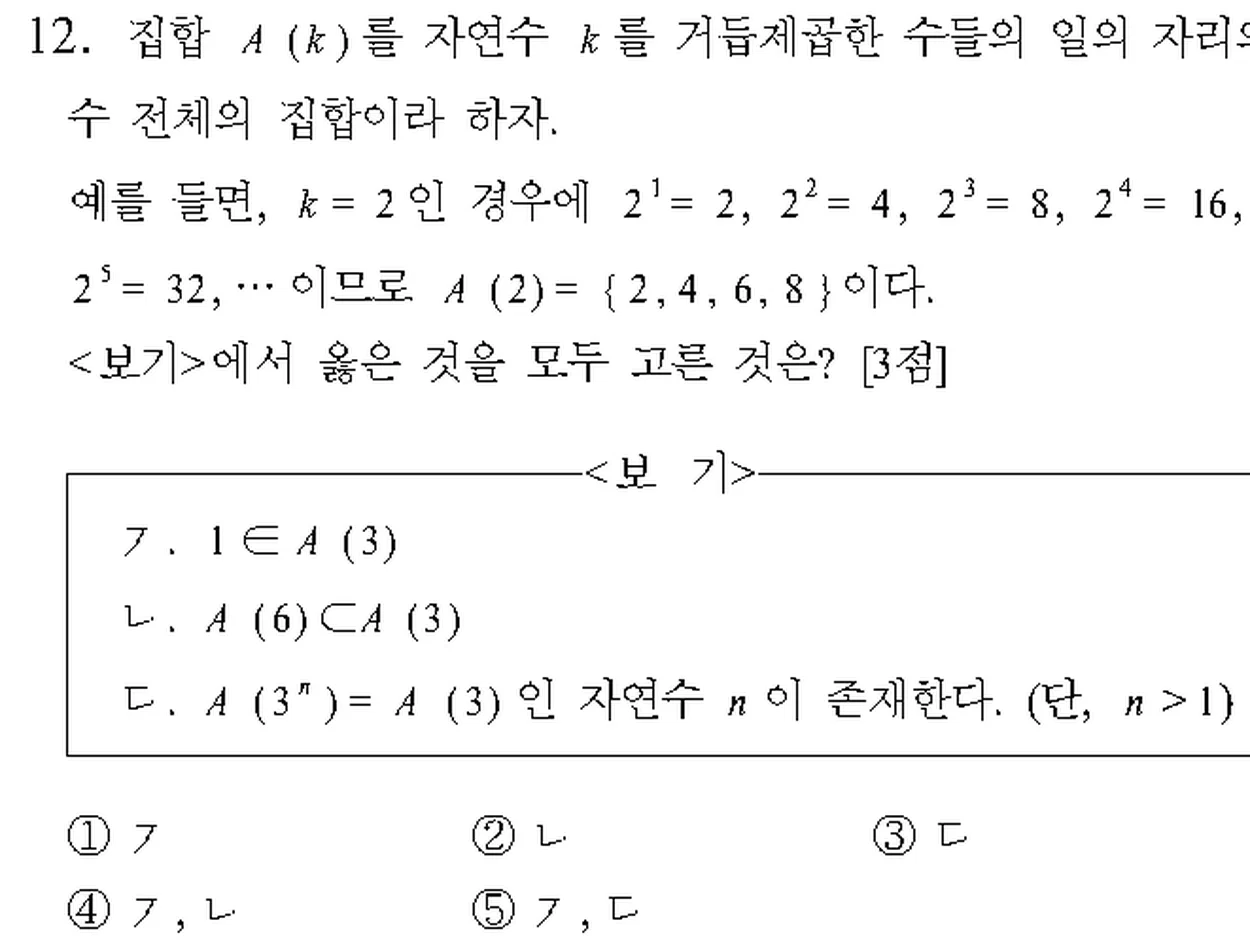 12. 집합 A (k)를 자연수 k를 거듭제곱한 수들의 일의 자리의
수 전체의 집합이라 하자.
예를 들면, k = 2인 경우에 2¹= 2, 2²= 4, 2³= 8, 2⁴= 16,
2⁵= 32, ⋯ 이므로 A (2)= { 2, 4, 6, 8 }이다.
<보기>에서 옳은 것을 모두 고른 것은? [3점]
<보 기>
ㄱ. 1∈A (3)
ㄴ. A (6)⊂A (3)
ㄷ. A (3ⁿ)= A (3)인 자연수 n이 존재한다. (단, n >1)
① ㄱ ② ㄴ ③ ㄷ
④ ㄱ, ㄴ ⑤ ㄱ, ㄷ